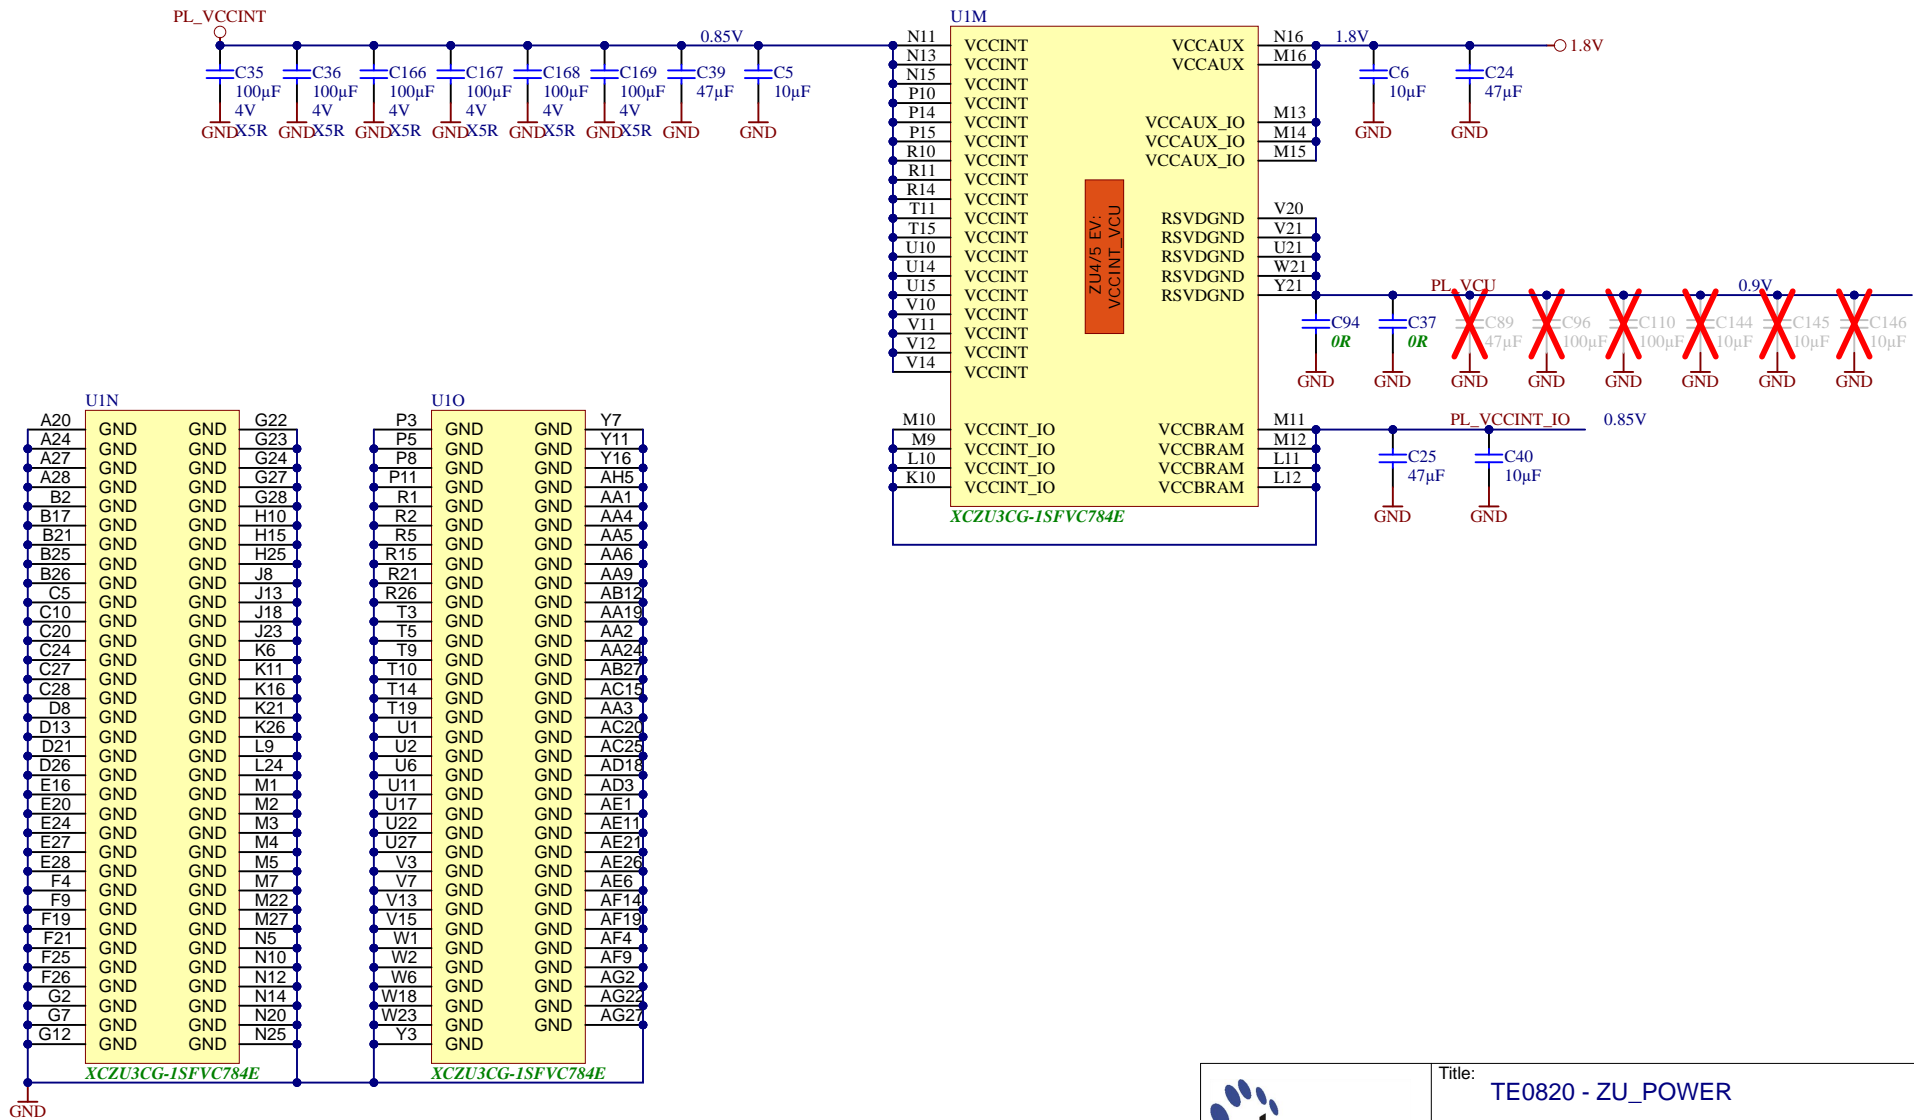 PL_VCCINT
0.85V
C35
100µF
4V
X5R
GND
C36
100µF
4V
X5R
GND
C166
100µF
4V
X5R
GND
C167
100µF
4V
X5R
GND
C168
100µF
4V
X5R
GND
C169
100µF
4V
X5R
GND
C39
47µF
GND
C5
10µF
GND
U1M
N11 VCCINT VCCAUX N16
N13 VCCINT VCCAUX M16
N15 VCCINT
P10 VCCINT
P14 VCCINT VCCAUX_IO M13
P15 VCCINT VCCAUX_IO M14
R10 VCCINT VCCAUX_IO M15
R11 VCCINT
R14 VCCINT
T11 VCCINT RSVDGND V20
T15 VCCINT RSVDGND V21
U10 VCCINT RSVDGND U21
U14 VCCINT RSVDGND W21
U15 VCCINT RSVDGND Y21
V10 VCCINT
V11 VCCINT
V12 VCCINT
V14 VCCINT
M10 VCCINT_IO VCCBRAM M11
M9 VCCINT_IO VCCBRAM M12
L10 VCCINT_IO VCCBRAM L11
K10 VCCINT_IO VCCBRAM L12
ZU4/5 EV:
VCCINT_VCU
XCZU3CG-1SFVC784E
1.8V
1.8V
C6
10µF
GND
C24
47µF
GND
PL_VCU
0.9V
C94
0R
GND
C37
0R
GND
C89
47µF
GND
C96
100µF
GND
C110
100µF
GND
C144
10µF
GND
C145
10µF
GND
C146
10µF
GND
PL_VCCINT_IO
0.85V
C25
47µF
GND
C40
10µF
GND
U1N
A20 GND GND G22
A24 GND GND G23
A27 GND GND G24
A28 GND GND G27
B2 GND GND G28
B17 GND GND H10
B21 GND GND H15
B25 GND GND H25
B26 GND GND J8
C5 GND GND J13
C10 GND GND J18
C20 GND GND J23
C24 GND GND K6
C27 GND GND K11
C28 GND GND K16
D8 GND GND K21
D13 GND GND K26
D21 GND GND L9
D26 GND GND L24
E16 GND GND M1
E20 GND GND M2
E24 GND GND M3
E27 GND GND M4
E28 GND GND M5
F4 GND GND M7
F9 GND GND M22
F19 GND GND M27
F21 GND GND N5
F25 GND GND N10
F26 GND GND N12
G2 GND GND N14
G7 GND GND N20
G12 GND GND N25
XCZU3CG-1SFVC784E
GND
U1O
P3 GND GND Y7
P5 GND GND Y11
P8 GND GND Y16
P11 GND GND AH5
R1 GND GND AA1
R2 GND GND AA4
R5 GND GND AA5
R15 GND GND AA6
R21 GND GND AA9
R26 GND GND AB12
T3 GND GND AA19
T5 GND GND AA2
T9 GND GND AA24
T10 GND GND AB27
T14 GND GND AC15
T19 GND GND AA3
U1 GND GND AC20
U2 GND GND AC25
U6 GND GND AD18
U11 GND GND AD3
U17 GND GND AE1
U22 GND GND AE11
U27 GND GND AE21
V3 GND GND AE26
V7 GND GND AE6
V13 GND GND AF14
V15 GND GND AF19
W1 GND GND AF4
W2 GND GND AF9
W6 GND GND AG2
W18 GND GND AG22
W23 GND GND AG27
Y3 GND
XCZU3CG-1SFVC784E
Title:
TE0820 - ZU_POWER